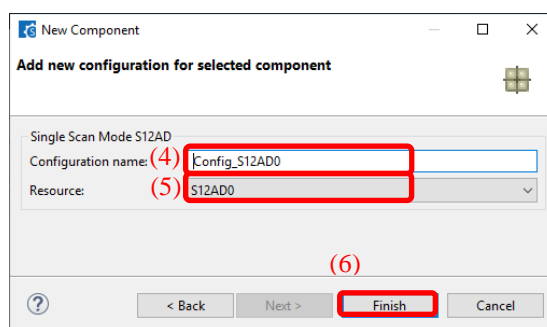 New Component
Add new configuration for selected component
Single Scan Mode S12AD
Configuration name: (4) Config_S12AD0
Resource: (5) S12AD0
(6)
? < Back Next > Finish Cancel